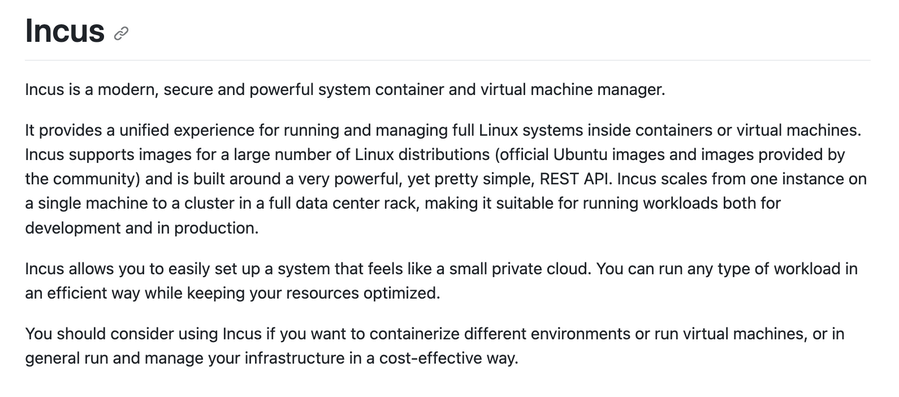 Incus
Incus is a modern, secure and powerful system container and virtual machine manager.
It provides a unified experience for running and managing full Linux systems inside containers or virtual machines.
Incus supports images for a large number of Linux distributions (official Ubuntu images and images provided by
the community) and is built around a very powerful, yet pretty simple, REST API. Incus scales from one instance on
a single machine to a cluster in a full data center rack, making it suitable for running workloads both for
development and in production.
Incus allows you to easily set up a system that feels like a small private cloud. You can run any type of workload in
an efficient way while keeping your resources optimized.
You should consider using Incus if you want to containerize different environments or run virtual machines, or in
general run and manage your infrastructure in a cost-effective way.